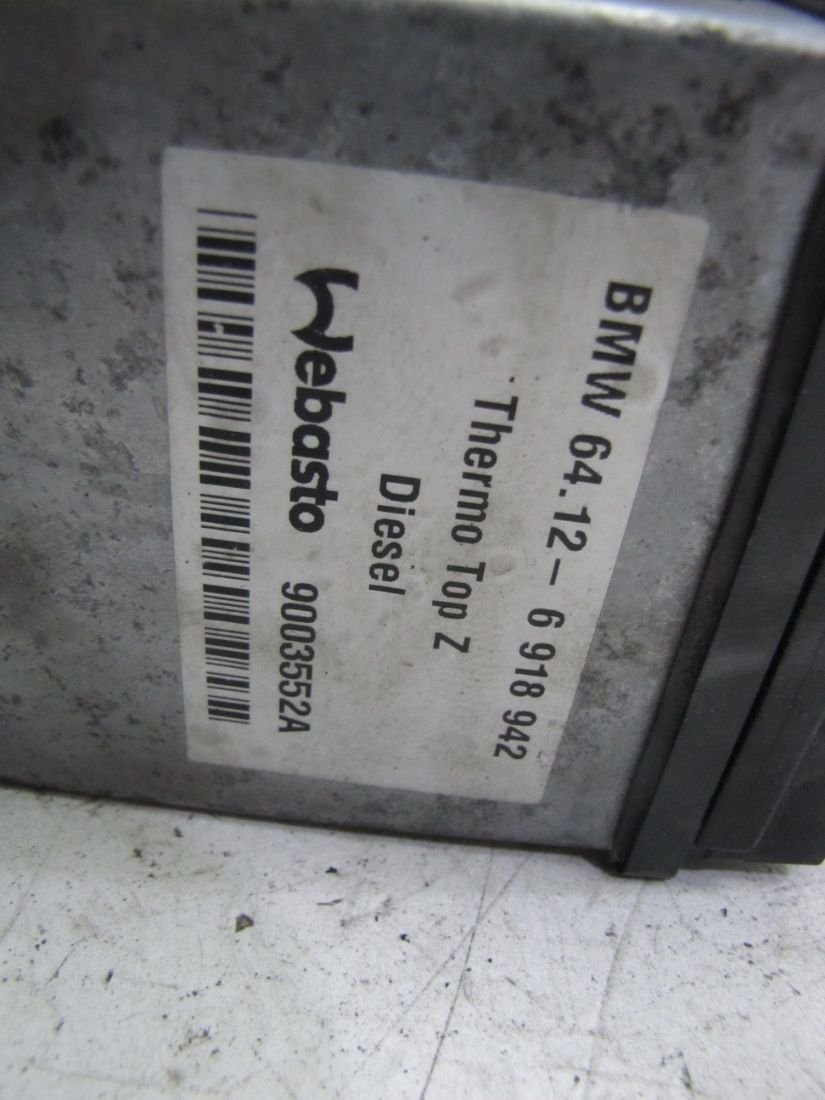 BMW 64.12 – 6 918 942
Thermo Top Z
Diesel
Webasto 9003552A